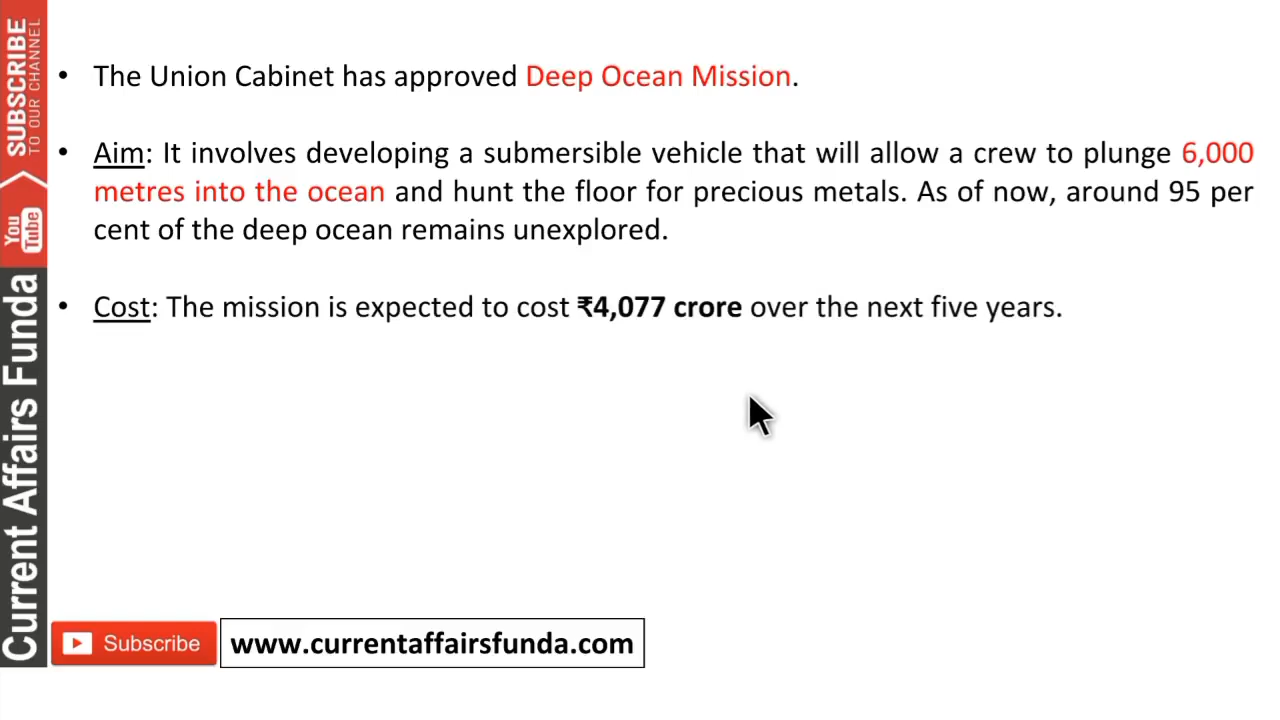 SUBSCRIBE
TO OUR CHANNEL
You
Tube
Current Affairs Funda
• The Union Cabinet has approved Deep Ocean Mission.
• Aim: It involves developing a submersible vehicle that will allow a crew to plunge 6,000
metres into the ocean and hunt the floor for precious metals. As of now, around 95 per
cent of the deep ocean remains unexplored.
• Cost: The mission is expected to cost ₹4,077 crore over the next five years.
Subscribe
www.currentaffairsfunda.com